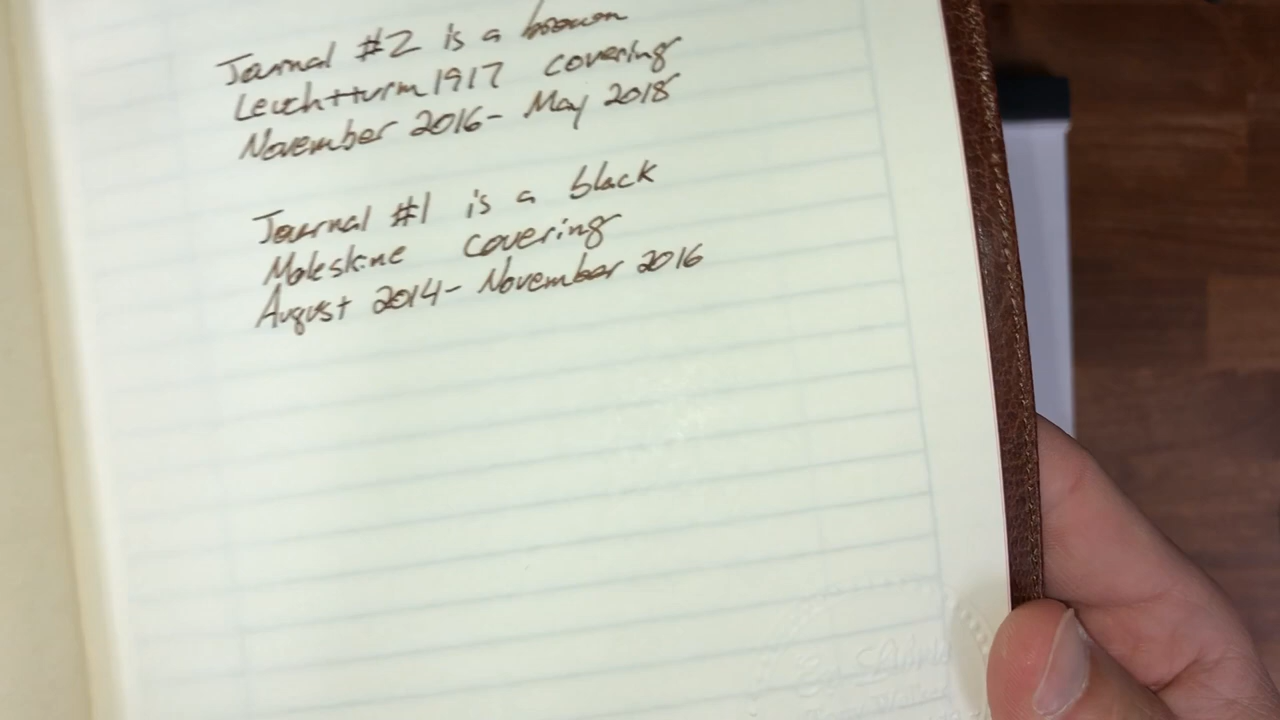 Journal #2 is a brown
Leuchtturm1917 covering
November 2016- May 2018
Journal #1 is a black
Moleskine covering
August 2014- November 2016